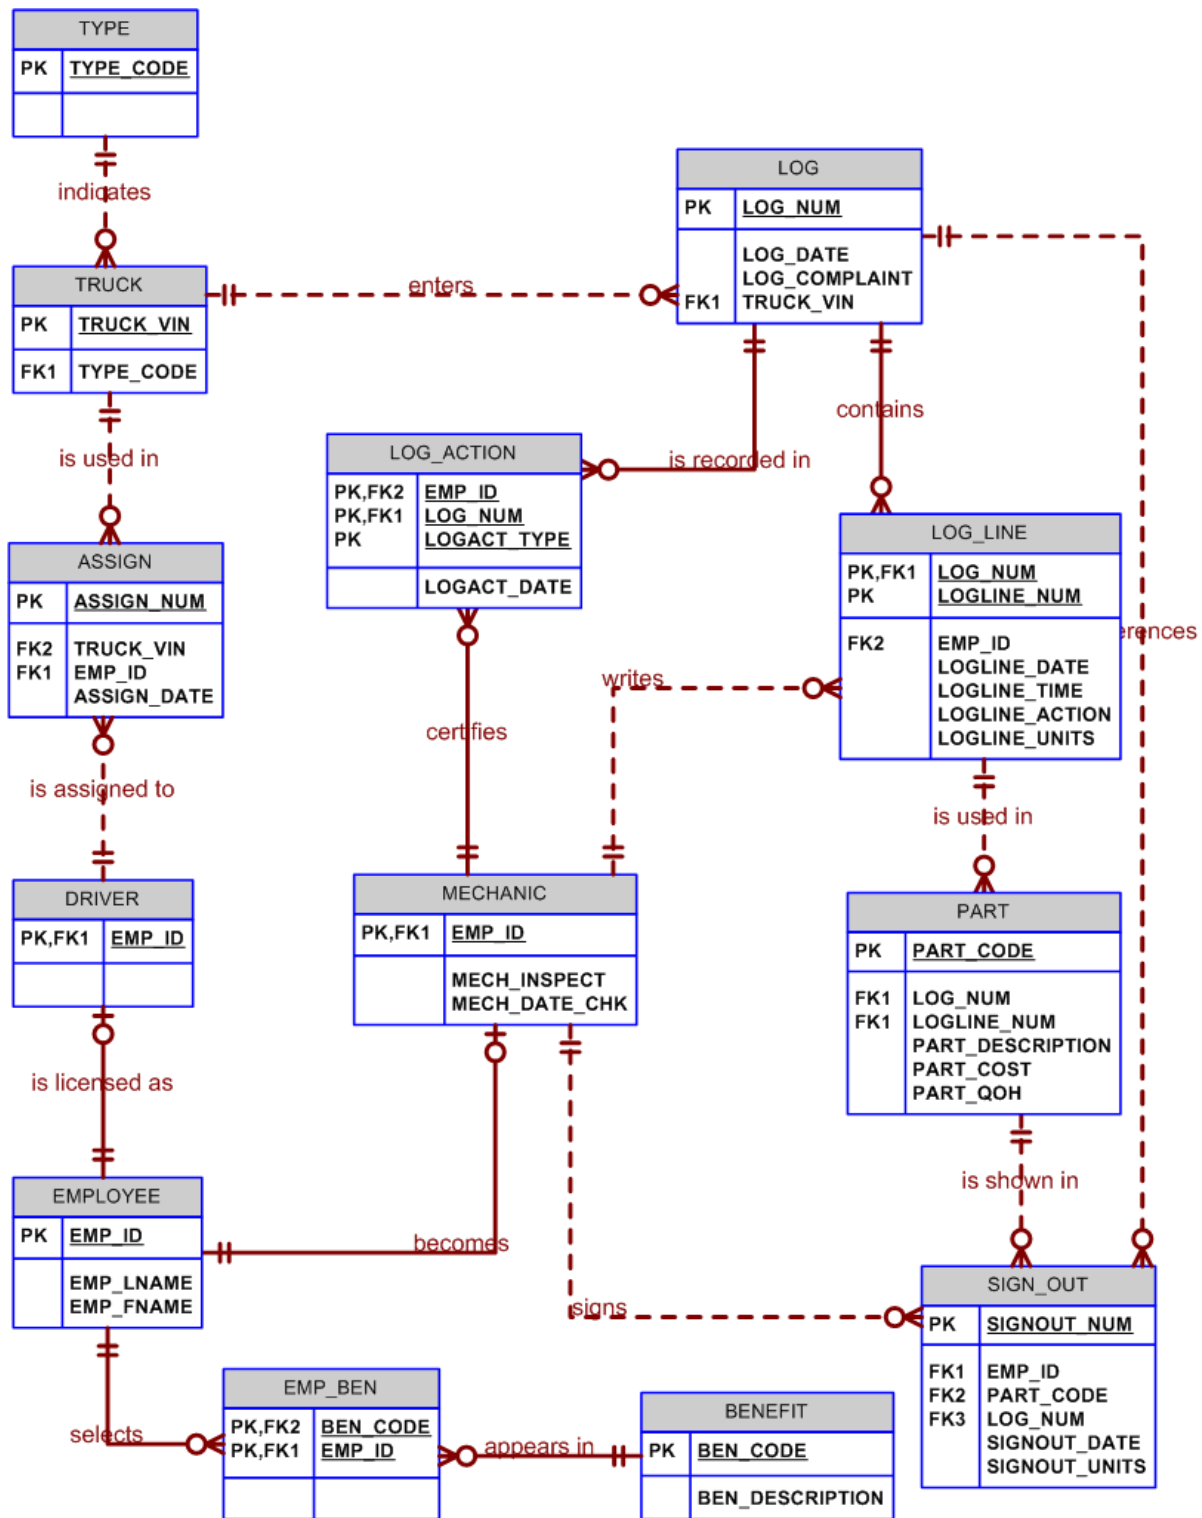 TYPE
PK TYPE_CODE
indicates
TRUCK
PK TRUCK_VIN
FK1 TYPE_CODE
enters
LOG
PK LOG_NUM
LOG_DATE
LOG_COMPLAINT
FK1 TRUCK_VIN
is used in
contains
is recorded in
LOG_ACTION
PK,FK2 EMP_ID
PK,FK1 LOG_NUM
PK LOGACT_TYPE
LOGACT_DATE
LOG_LINE
PK,FK1 LOG_NUM
PK LOGLINE_NUM
FK2 EMP_ID
LOGLINE_DATE
LOGLINE_TIME
LOGLINE_ACTION
LOGLINE_UNITS
erences
ASSIGN
PK ASSIGN_NUM
FK2 TRUCK_VIN
FK1 EMP_ID
ASSIGN_DATE
writes
certifies
is assigned to
is used in
DRIVER
PK,FK1 EMP_ID
MECHANIC
PK,FK1 EMP_ID
MECH_INSPECT
MECH_DATE_CHK
PART
PK PART_CODE
FK1 LOG_NUM
FK1 LOGLINE_NUM
PART_DESCRIPTION
PART_COST
PART_QOH
is licensed as
is shown in
EMPLOYEE
PK EMP_ID
EMP_LNAME
EMP_FNAME
becomes
signs
SIGN_OUT
PK SIGNOUT_NUM
FK1 EMP_ID
FK2 PART_CODE
FK3 LOG_NUM
SIGNOUT_DATE
SIGNOUT_UNITS
selects
EMP_BEN
PK,FK2 BEN_CODE
PK,FK1 EMP_ID
appears in
BENEFIT
PK BEN_CODE
BEN_DESCRIPTION